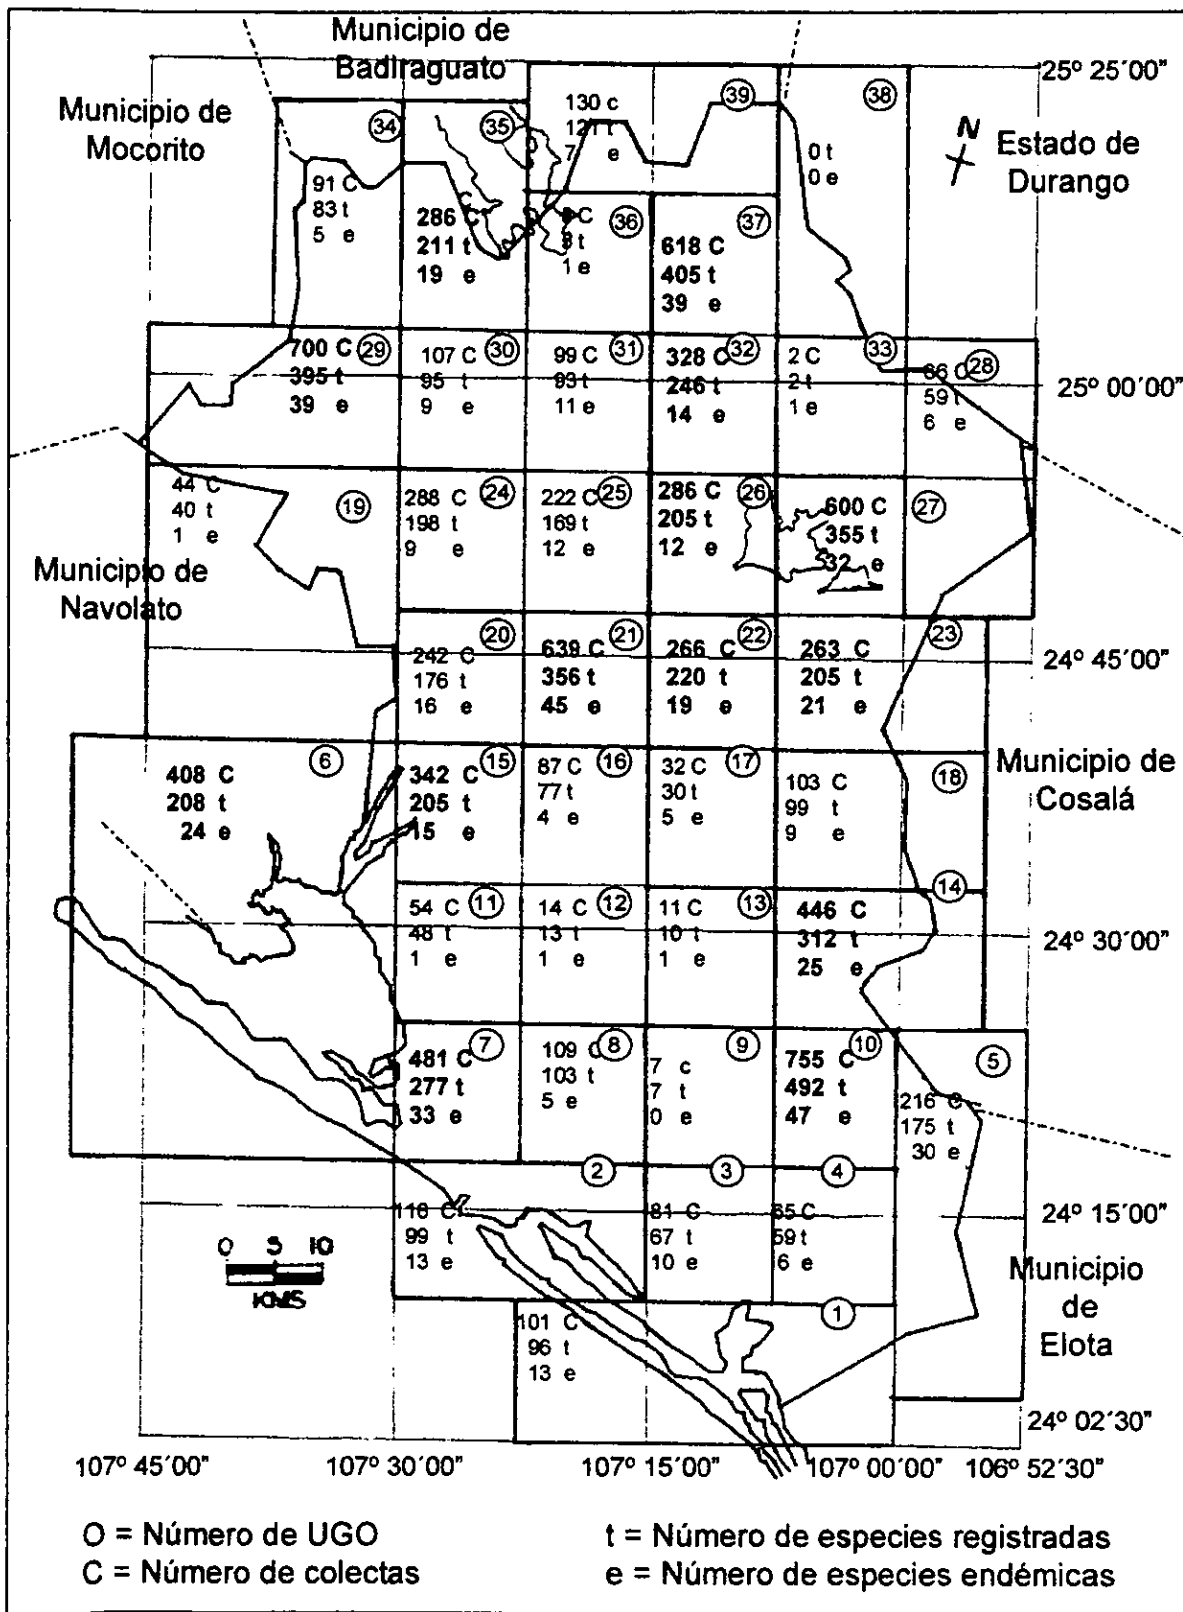 Municipio de
Badiraguato
25º 25´00”
Municipio de
Mocorito
N
Estado de
Durango
34
91 C
83 t
5 e
35
286 C
211 t
19 e
39
130 c
121 t
7 e
38
0 t
0 e
36
C
t
1 e
37
618 C
405 t
39 e
29
700 C
395 t
39 e
30
107 C
95 t
9 e
31
99 C
93 t
11 e
32
328 C
246 t
14 e
33
2 C
2 t
1 e
28
66 C
59 t
6 e
25º 00´00”
19
44 C
40 t
1 e
24
288 C
198 t
9 e
25
222 C
169 t
12 e
26
286 C
205 t
12 e
27
600 C
355 t
32 e
Municipio de
Navolato
20
242 C
176 t
16 e
21
639 C
356 t
45 e
22
266 C
220 t
19 e
23
263 C
205 t
21 e
24º 45´00”
6
408 C
208 t
24 e
15
342 C
205 t
15 e
16
87 C
77 t
4 e
17
32 C
30 t
5 e
18
103 C
99 t
9 e
Municipio de
Cosalá
11
54 C
48 t
1 e
12
14 C
13 t
1 e
13
11 C
10 t
1 e
14
446 C
312 t
25 e
24º 30´00”
7
481 C
277 t
33 e
8
109 C
103 t
5 e
9
7 c
7 t
0 e
10
755 C
492 t
47 e
5
216 C
175 t
30 e
2
118 C
99 t
13 e
3
81 C
67 t
10 e
4
65 C
59 t
6 e
24º 15´00”
0 5 10
KMS
Municipio
de
Elota
1
101 C
96 t
13 e
24º 02´30”
107º 45´00” 107º 30´00” 107º 15´00” 107º 00´00” 106º 52´30”
O = Número de UGO
C = Número de colectas
t = Número de especies registradas
e = Número de especies endémicas